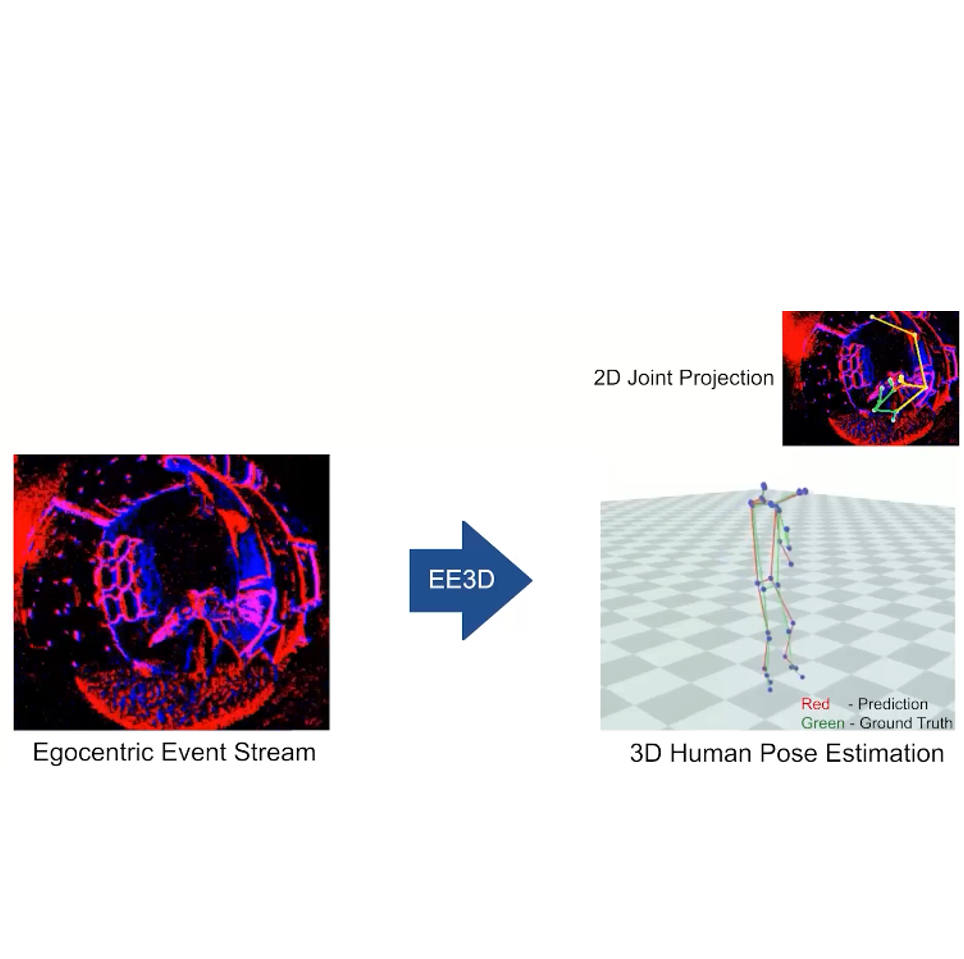 2D Joint Projection
EE3D
Red - Prediction
Green - Ground Truth
Egocentric Event Stream
3D Human Pose Estimation